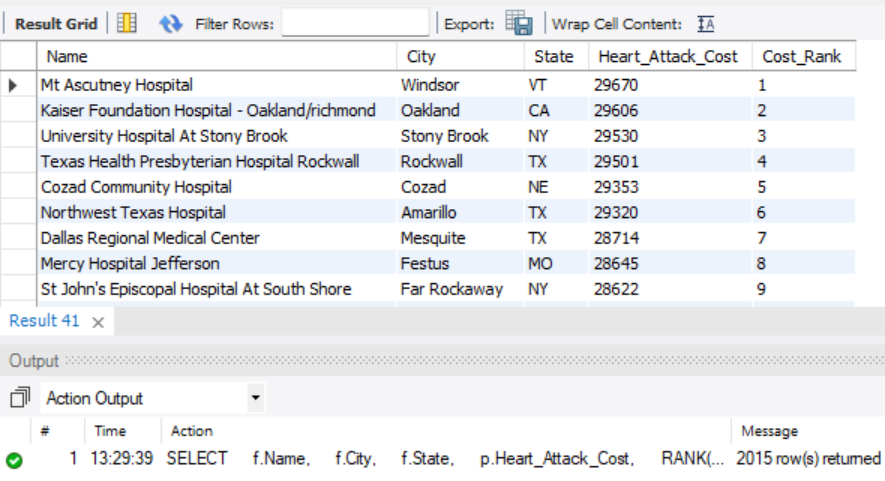 Result Grid Filter Rows: Export: Wrap Cell Content: IA
Name City State Heart_Attack_Cost Cost_Rank
Mt Ascutney Hospital Windsor VT 29670 1
Kaiser Foundation Hospital - Oakland/richmond Oakland CA 29606 2
University Hospital At Stony Brook Stony Brook NY 29530 3
Texas Health Presbyterian Hospital Rockwall Rockwall TX 29501 4
Cozad Community Hospital Cozad NE 29353 5
Northwest Texas Hospital Amarillo TX 29320 6
Dallas Regional Medical Center Mesquite TX 28714 7
Mercy Hospital Jefferson Festus MO 28645 8
St John's Episcopal Hospital At South Shore Far Rockaway NY 28622 9
Result 41 ×
Output
Action Output
# Time Action Message
1 13:29:39 SELECT f.Name, f.City, f.State, p.Heart_Attack_Cost, RANK(... 2015 row(s) returned